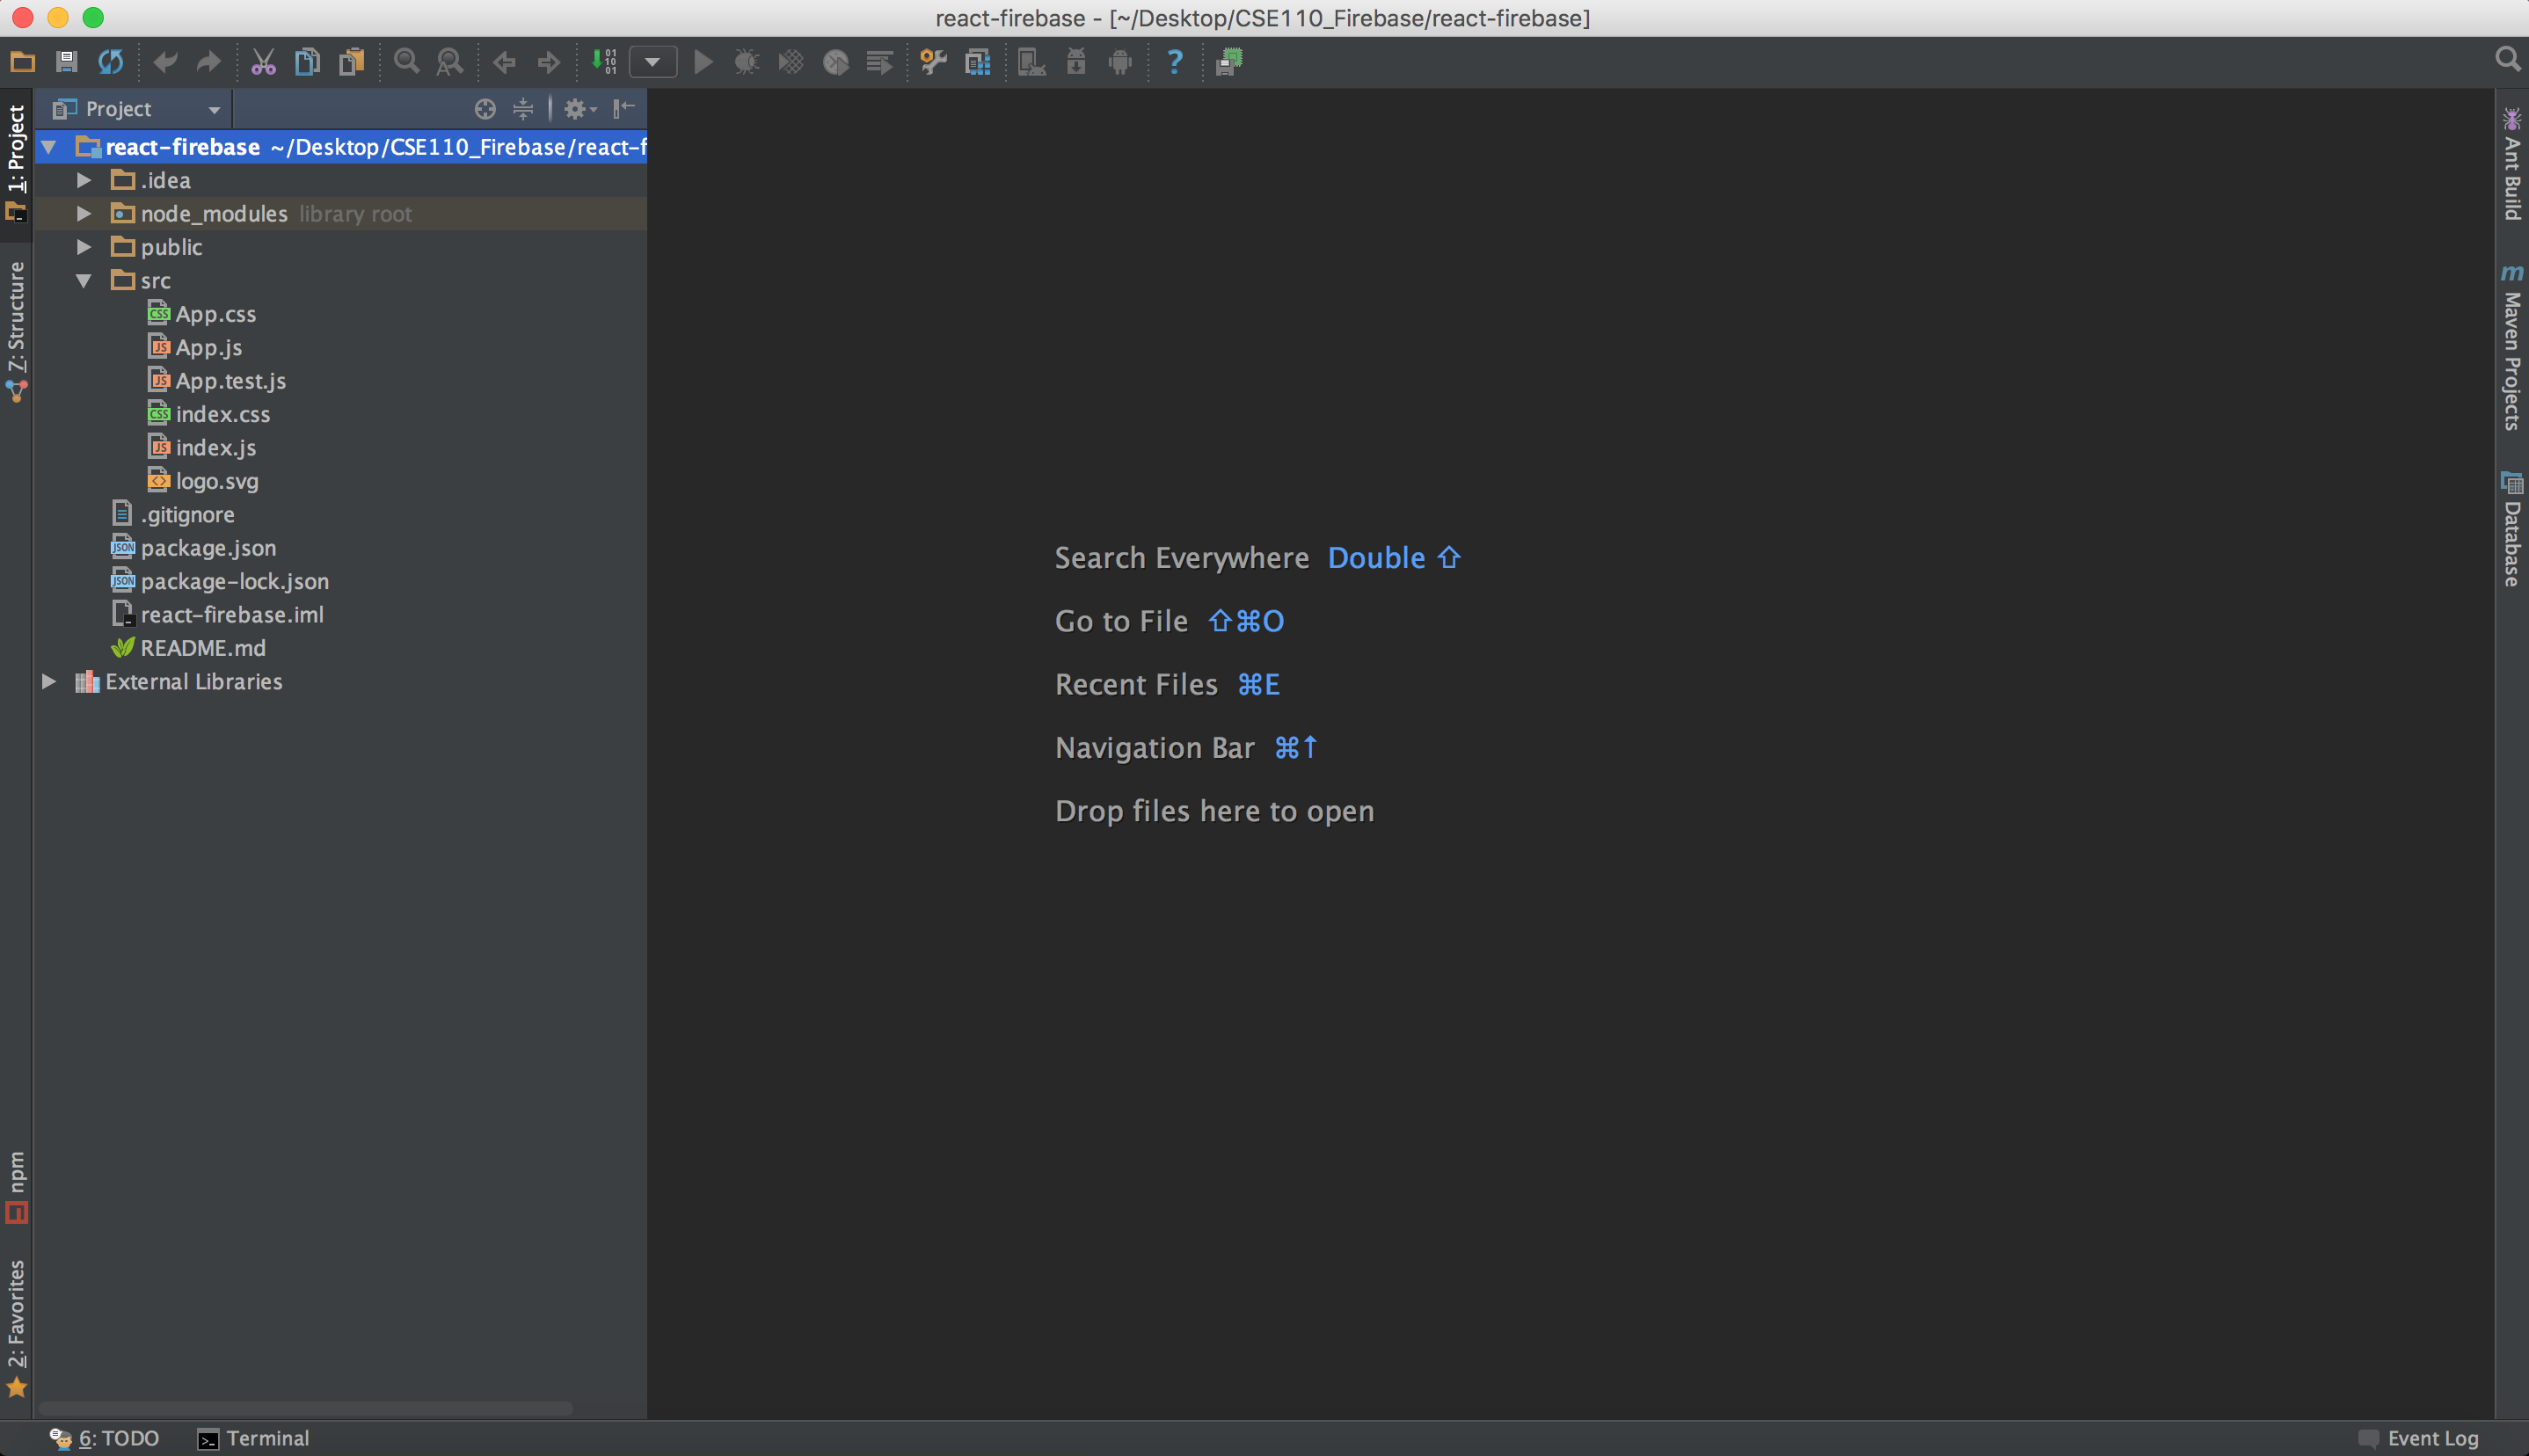 react-firebase - [~/Desktop/CSE110_Firebase/react-firebase]
1: Project
7: Structure
npm
2: Favorites
Project
react-firebase ~/Desktop/CSE110_Firebase/react-f
.idea
node_modules library root
public
src
App.css
App.js
App.test.js
index.css
index.js
logo.svg
.gitignore
package.json
package-lock.json
react-firebase.iml
README.md
External Libraries
Search Everywhere Double ⇧
Go to File ⇧⌘O
Recent Files ⌘E
Navigation Bar ⌘↑
Drop files here to open
Ant Build
Maven Projects
Database
6: TODO
Terminal
Event Log